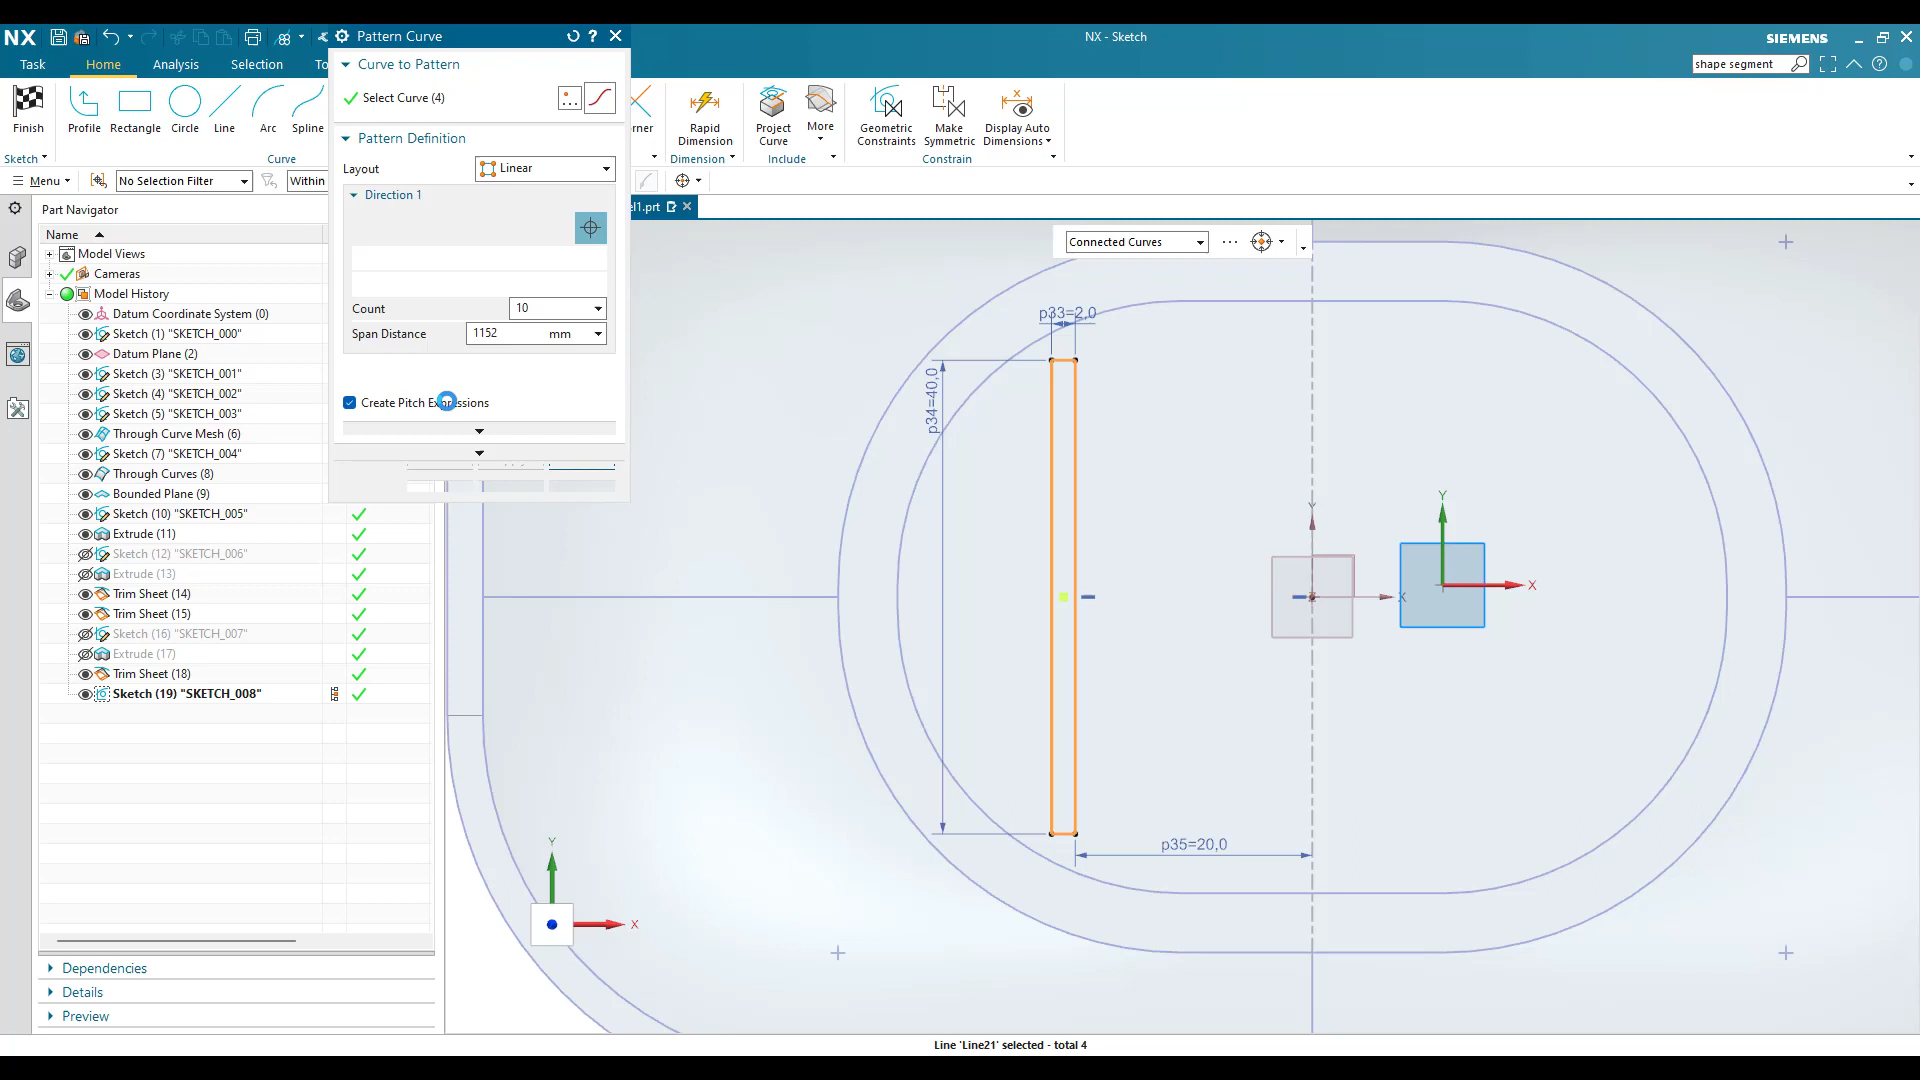 NX
Pattern Curve
?
NX - Sketch
SIEMENS
Task
Home
Analysis
Selection
To
shape segment
Curve to Pattern
Select Curve (4)
Finish
Profile
Rectangle
Circle
Line
Arc
Spline
rner
Rapid
Dimension
Project
Curve
More
Geometric
Constraints
Make
Symmetric
Display Auto
Dimensions
Sketch
Curve
Dimension
Include
Constrain
Pattern Definition
Layout
Linear
Menu
No Selection Filter
Within
Direction 1
el1.prt
Part Navigator
Name
Connected Curves
Model Views
Cameras
Model History
Datum Coordinate System (0)
Sketch (1) "SKETCH_000"
Datum Plane (2)
Sketch (3) "SKETCH_001"
Sketch (4) "SKETCH_002"
Sketch (5) "SKETCH_003"
Through Curve Mesh (6)
Sketch (7) "SKETCH_004"
Through Curves (8)
Bounded Plane (9)
Sketch (10) "SKETCH_005"
Extrude (11)
Sketch (12) "SKETCH_006"
Extrude (13)
Trim Sheet (14)
Trim Sheet (15)
Sketch (16) "SKETCH_007"
Extrude (17)
Trim Sheet (18)
Sketch (19) "SKETCH_008"
Count
10
Span Distance
1152 mm
Create Pitch Expressions
p33=2,0
p34=40,0
p35=20,0
Y
X
Y
X
Y
X
Dependencies
Details
Preview
Line 'Line21' selected - total 4